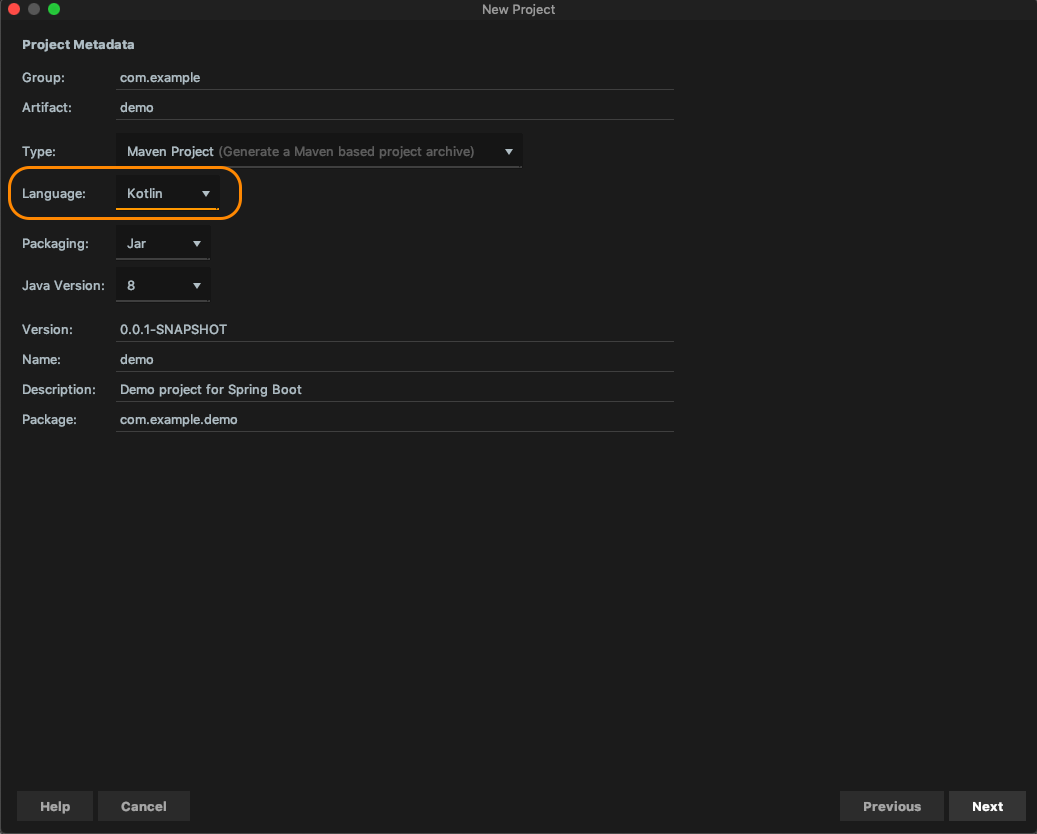 New Project
Project Metadata
Group: com.example
Artifact: demo
Type: Maven Project (Generate a Maven based project archive)
Language: Kotlin
Packaging: Jar
Java Version: 8
Version: 0.0.1-SNAPSHOT
Name: demo
Description: Demo project for Spring Boot
Package: com.example.demo
Help Cancel Previous Next